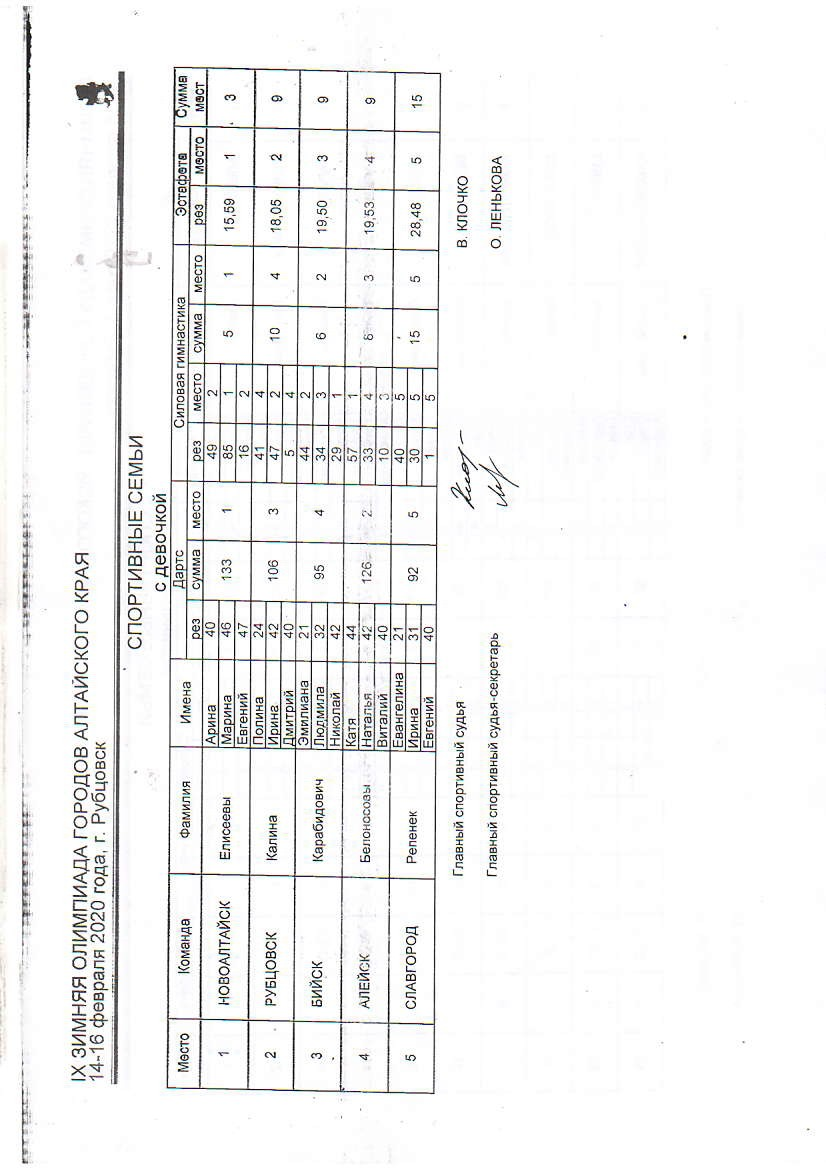 IX ЗИМНЯЯ ОЛИМПИАДА ГОРОДОВ АЛТАЙСКОГО КРАЯ
14-16 февраля 2020 года, г. Рубцовск
СПОРТИВНЫЕ СЕМЬИ
с девочкой
Место Команда Фамилия Имена Дартс Силовая гимнастика Эстафета Сумма мест
рез сумма место рез место сумма место рез место
1 НОВОАЛТАЙСК Елисеевы Арина 40 133 1 49 2 5 1 15,59 1 3
Марина 46 85 1
Евгений 47 16 2
2 РУБЦОВСК Калина Полина 24 106 3 41 4 10 4 18,05 2 9
Ирина 42 47 2
Дмитрий 40 5 4
3 БИЙСК Карабидович Эмилиана 21 95 4 44 2 6 2 19,50 3 9
Людмила 32 34 3
Николай 42 29 1
4 АЛЕЙСК Белоносовы Катя 44 126 2 57 1 8 3 19,53 4 9
Наталья 42 33 4
Виталий 40 10 3
5 СЛАВГОРОД Репенек Евангелина 21 92 5 40 5 15 5 28,48 5 15
Ирина 31 30 5
Евгений 40 1 5
Главный спортивный судья В. КЛОЧКО
Главный спортивный судья-секретарь О. ЛЕНЬКОВА